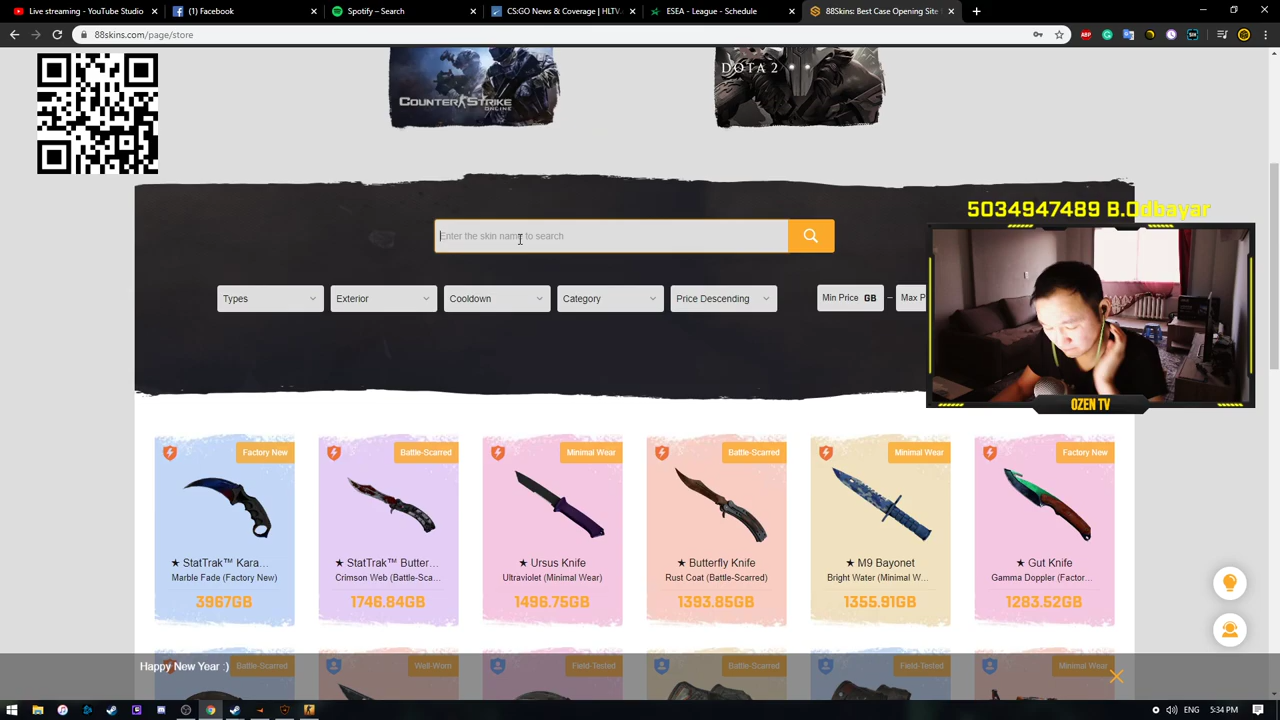 Live streaming - YouTube Studio
(1) Facebook
Spotify – Search
CS:GO News & Coverage | HLTV
ESEA - League - Schedule
88Skins: Best Case Opening Site
88skins.com/page/store
COUNTER STRIKE
ONLINE
DOTA 2
5034947489 B.Odbayar
Enter the skin name to search
Types
Exterior
Cooldown
Category
Price Descending
Min Price GB
–
Max P
OZEN TV
Factory New
Battle-Scarred
Minimal Wear
Battle-Scarred
Minimal Wear
Factory New
★ StatTrak™ Kara...
★ StatTrak™ Butter...
★ Ursus Knife
★ Butterfly Knife
★ M9 Bayonet
★ Gut Knife
Marble Fade (Factory New)
Crimson Web (Battle-Sca...
Ultraviolet (Minimal Wear)
Rust Coat (Battle-Scarred)
Bright Water (Minimal W...
Gamma Doppler (Factor...
3967GB
1746.84GB
1496.75GB
1393.85GB
1355.91GB
1283.52GB
Happy New Year :)
Battle-Scarred
Well-Worn
Field-Tested
Battle-Scarred
Field-Tested
Minimal Wear
ENG
5:34 PM